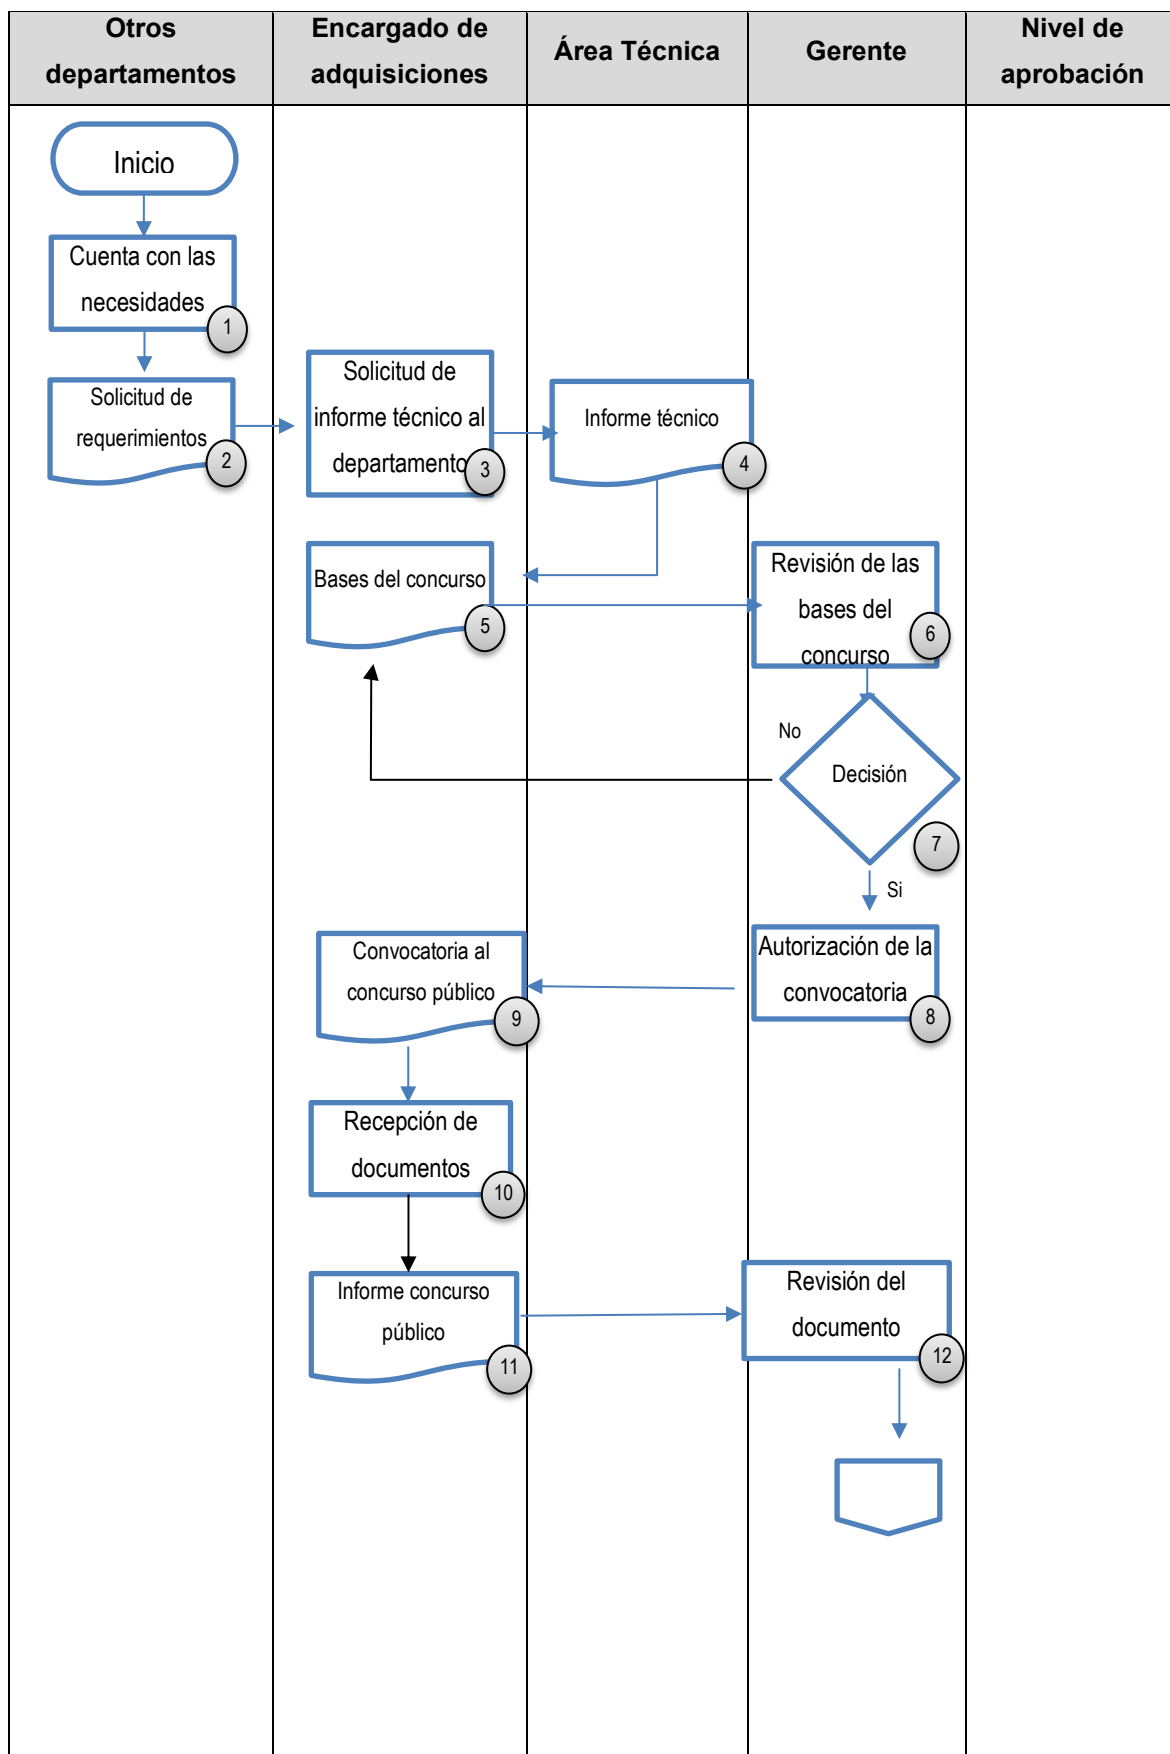 Otros
departamentos
Encargado de
adquisiciones
Área Técnica
Gerente
Nivel de
aprobación
Inicio
Cuenta con las
necesidades
1
Solicitud de
requerimientos
2
Solicitud de
informe técnico al
departamento
3
Informe técnico
4
Bases del concurso
5
Revisión de las
bases del
concurso
6
No
Decisión
7
Si
Autorización de la
convocatoria
8
Convocatoria al
concurso público
9
Recepción de
documentos
10
Informe concurso
público
11
Revisión del
documento
12